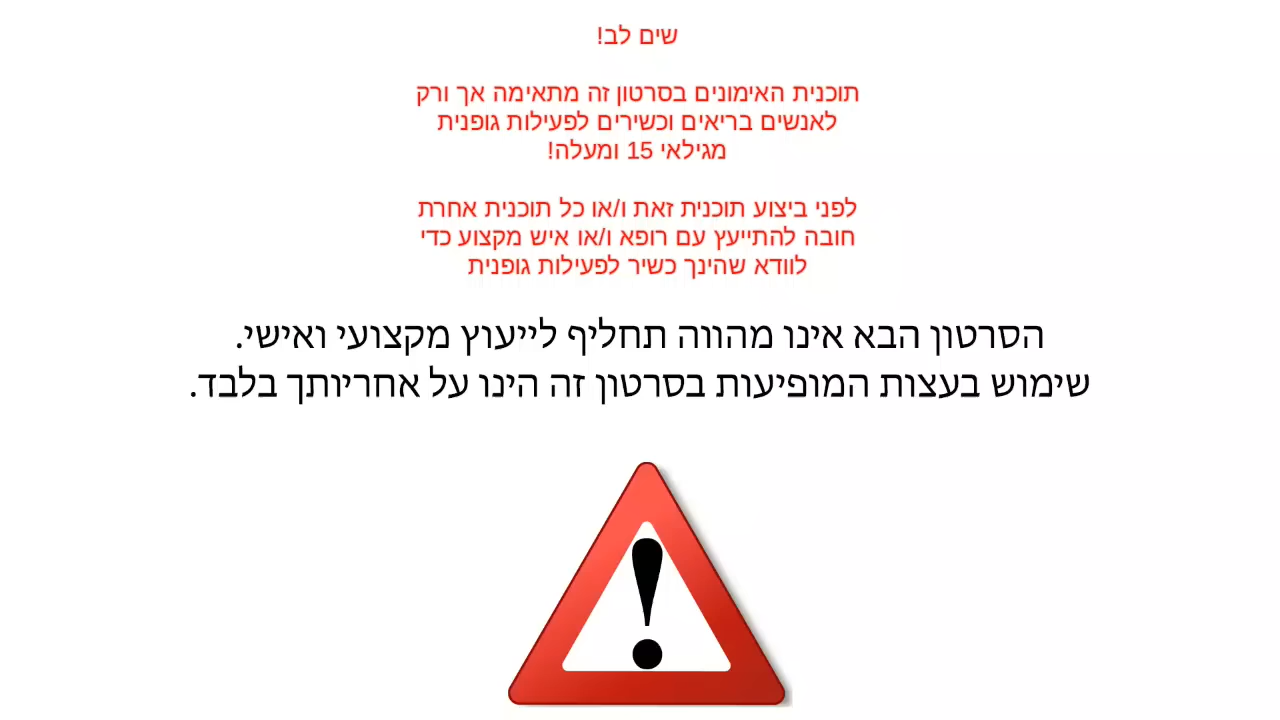 שים לב!
תוכנית האימונים בסרטון זה מתאימה אך ורק
לאנשים בריאים וכשירים לפעילות גופנית
מגילאי 15 ומעלה!
לפני ביצוע תוכנית זאת ו/או כל תוכנית אחרת
חובה להתייעץ עם רופא ו/או איש מקצוע כדי
לוודא שהינך כשיר לפעילות גופנית
הסרטון הבא אינו מהווה תחליף לייעוץ מקצועי ואישי.
שימוש בעצות המופיעות בסרטון זה הינו על אחריותך בלבד.
!